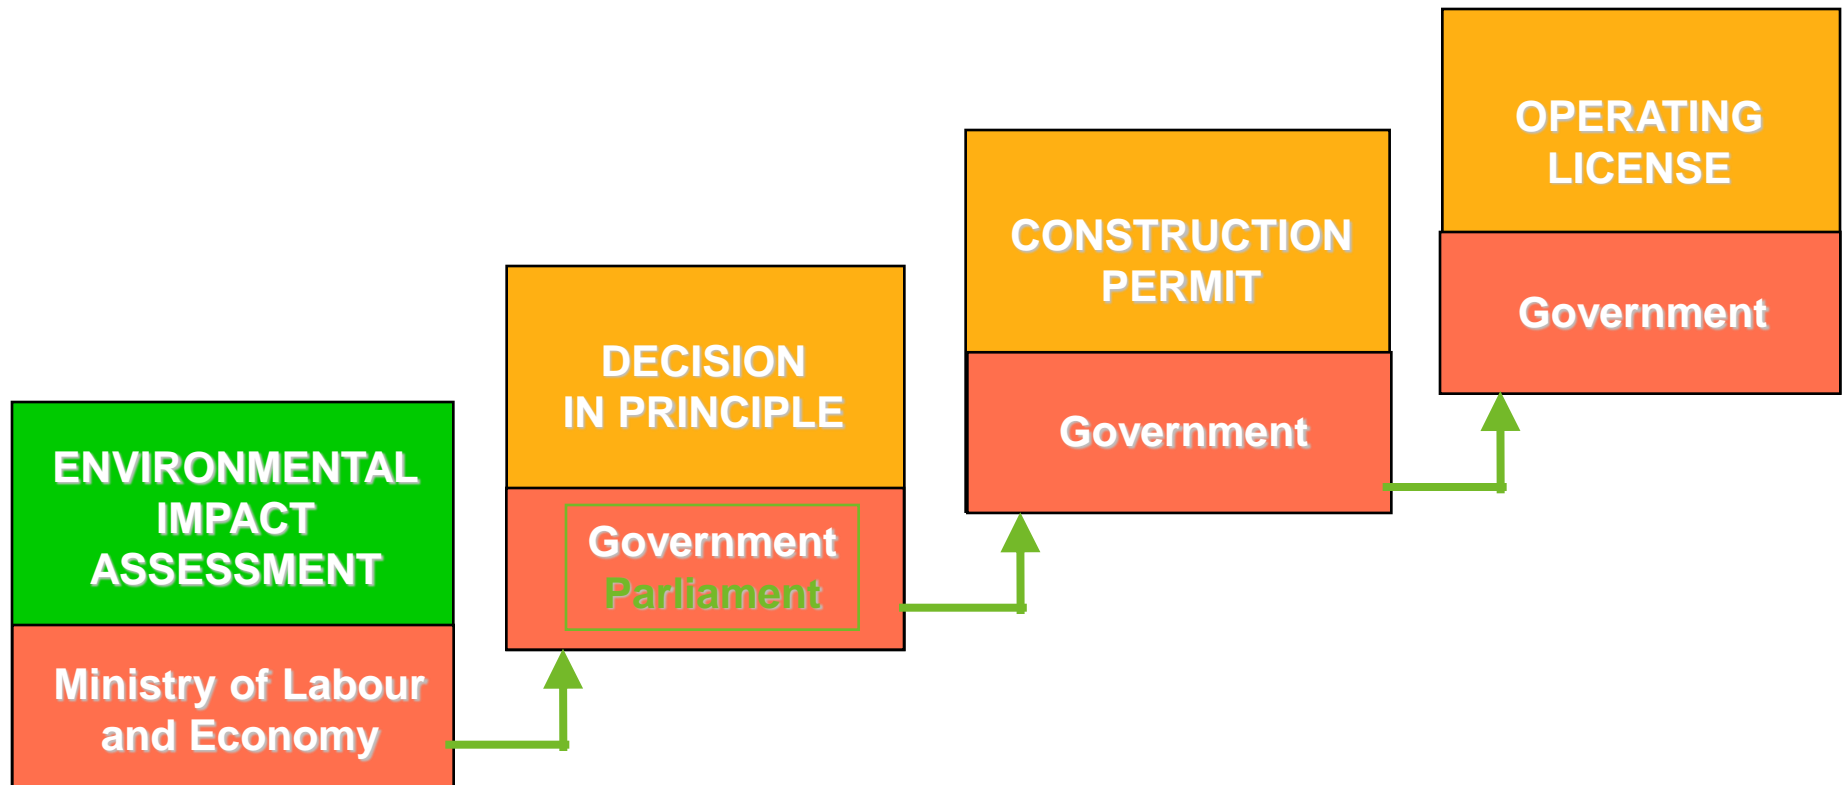 ENVIRONMENTAL
IMPACT
ASSESSMENT
Ministry of Labour
and Economy
DECISION
IN PRINCIPLE
Government
Parliament
CONSTRUCTION
PERMIT
Government
OPERATING
LICENSE
Government